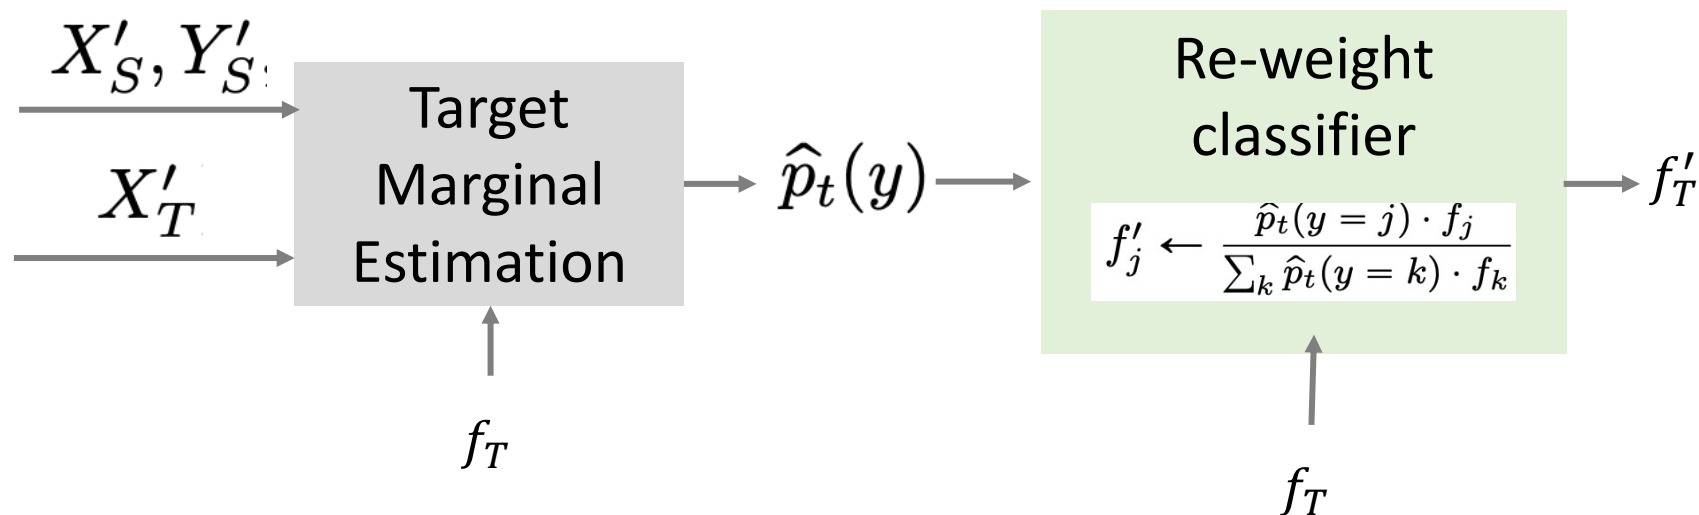 X′_S, Y′_S,
X′_T
Target
Marginal
Estimation
f_T
p̂_t(y)
Re-weight
classifier
f′_j ← p̂_t(y = j) · f_j / ∑_k p̂_t(y = k) · f_k
f_T
f′_T